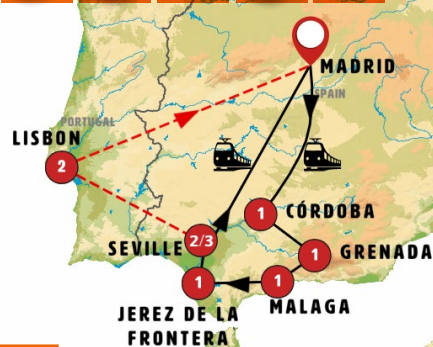 MADRID
SPAIN
PORTUGAL
LISBON
2
1
CÓRDOBA
2/3
SEVILLE
1
GRENADA
1
1
MALAGA
JEREZ DE LA
FRONTERA